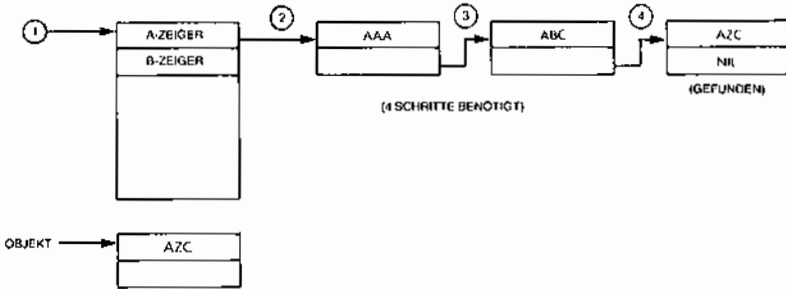 1
A-ZEIGER
B-ZEIGER
2
AAA
3
ABC
4
AZC
NIL
(GEFUNDEN)
(4 SCHRITTE BENÖTIGT)
OBJEKT
AZC